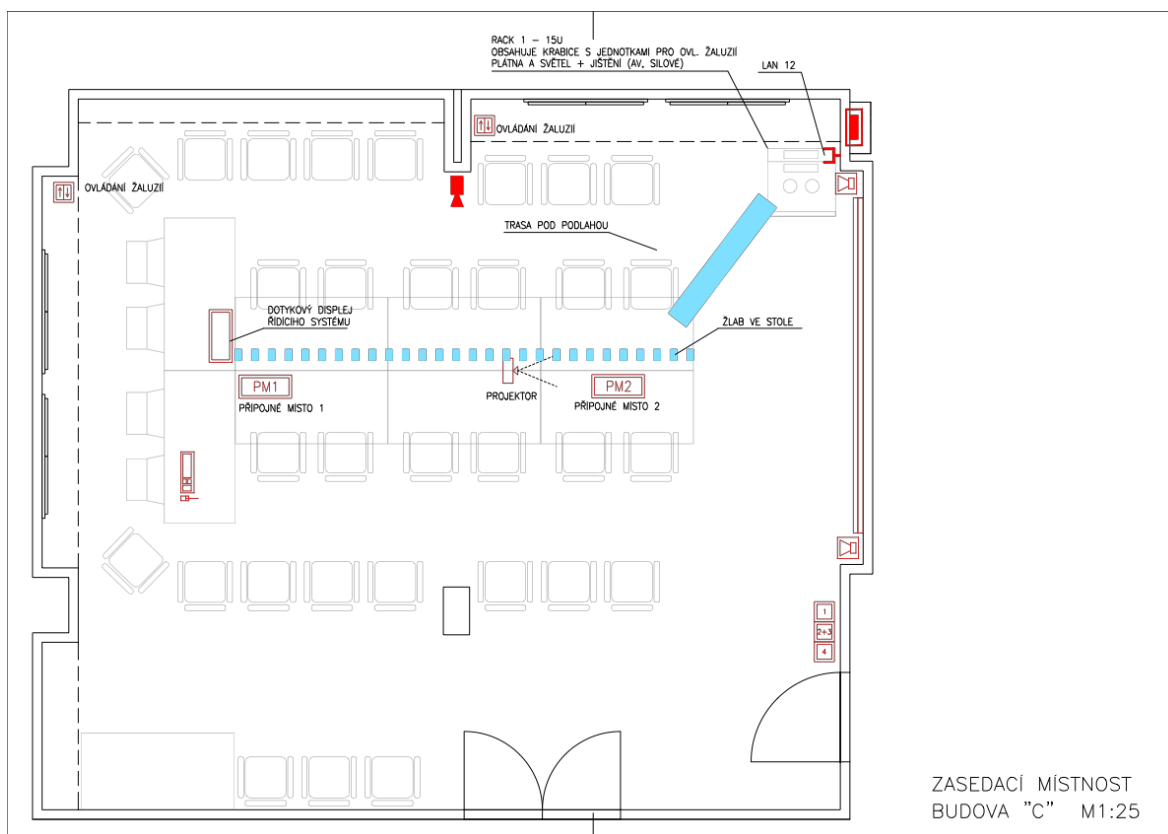 RACK 1 - 15U
OBSAHUJE KRABICE S JEDNOTKAMI PRO OVL. ŽALUZIÍ
PLÁTNA A SVĚTEL + JIŠTĚNÍ (AV. SILOVÉ)
LAN 12
OVLÁDÁNÍ ŽALUZIÍ
OVLÁDÁNÍ ŽALUZIÍ
TRASA POD PODLAHOU
DOTYKOVÝ DISPLEJ
ŘÍDÍCIHO SYSTÉMU
ŽLAB VE STOLE
PM1
PŘÍPOJNÉ MÍSTO 1
PROJEKTOR
PM2
PŘÍPOJNÉ MÍSTO 2
1
2+3
4
ZASEDACÍ MÍSTNOST
BUDOVA "C" M1:25